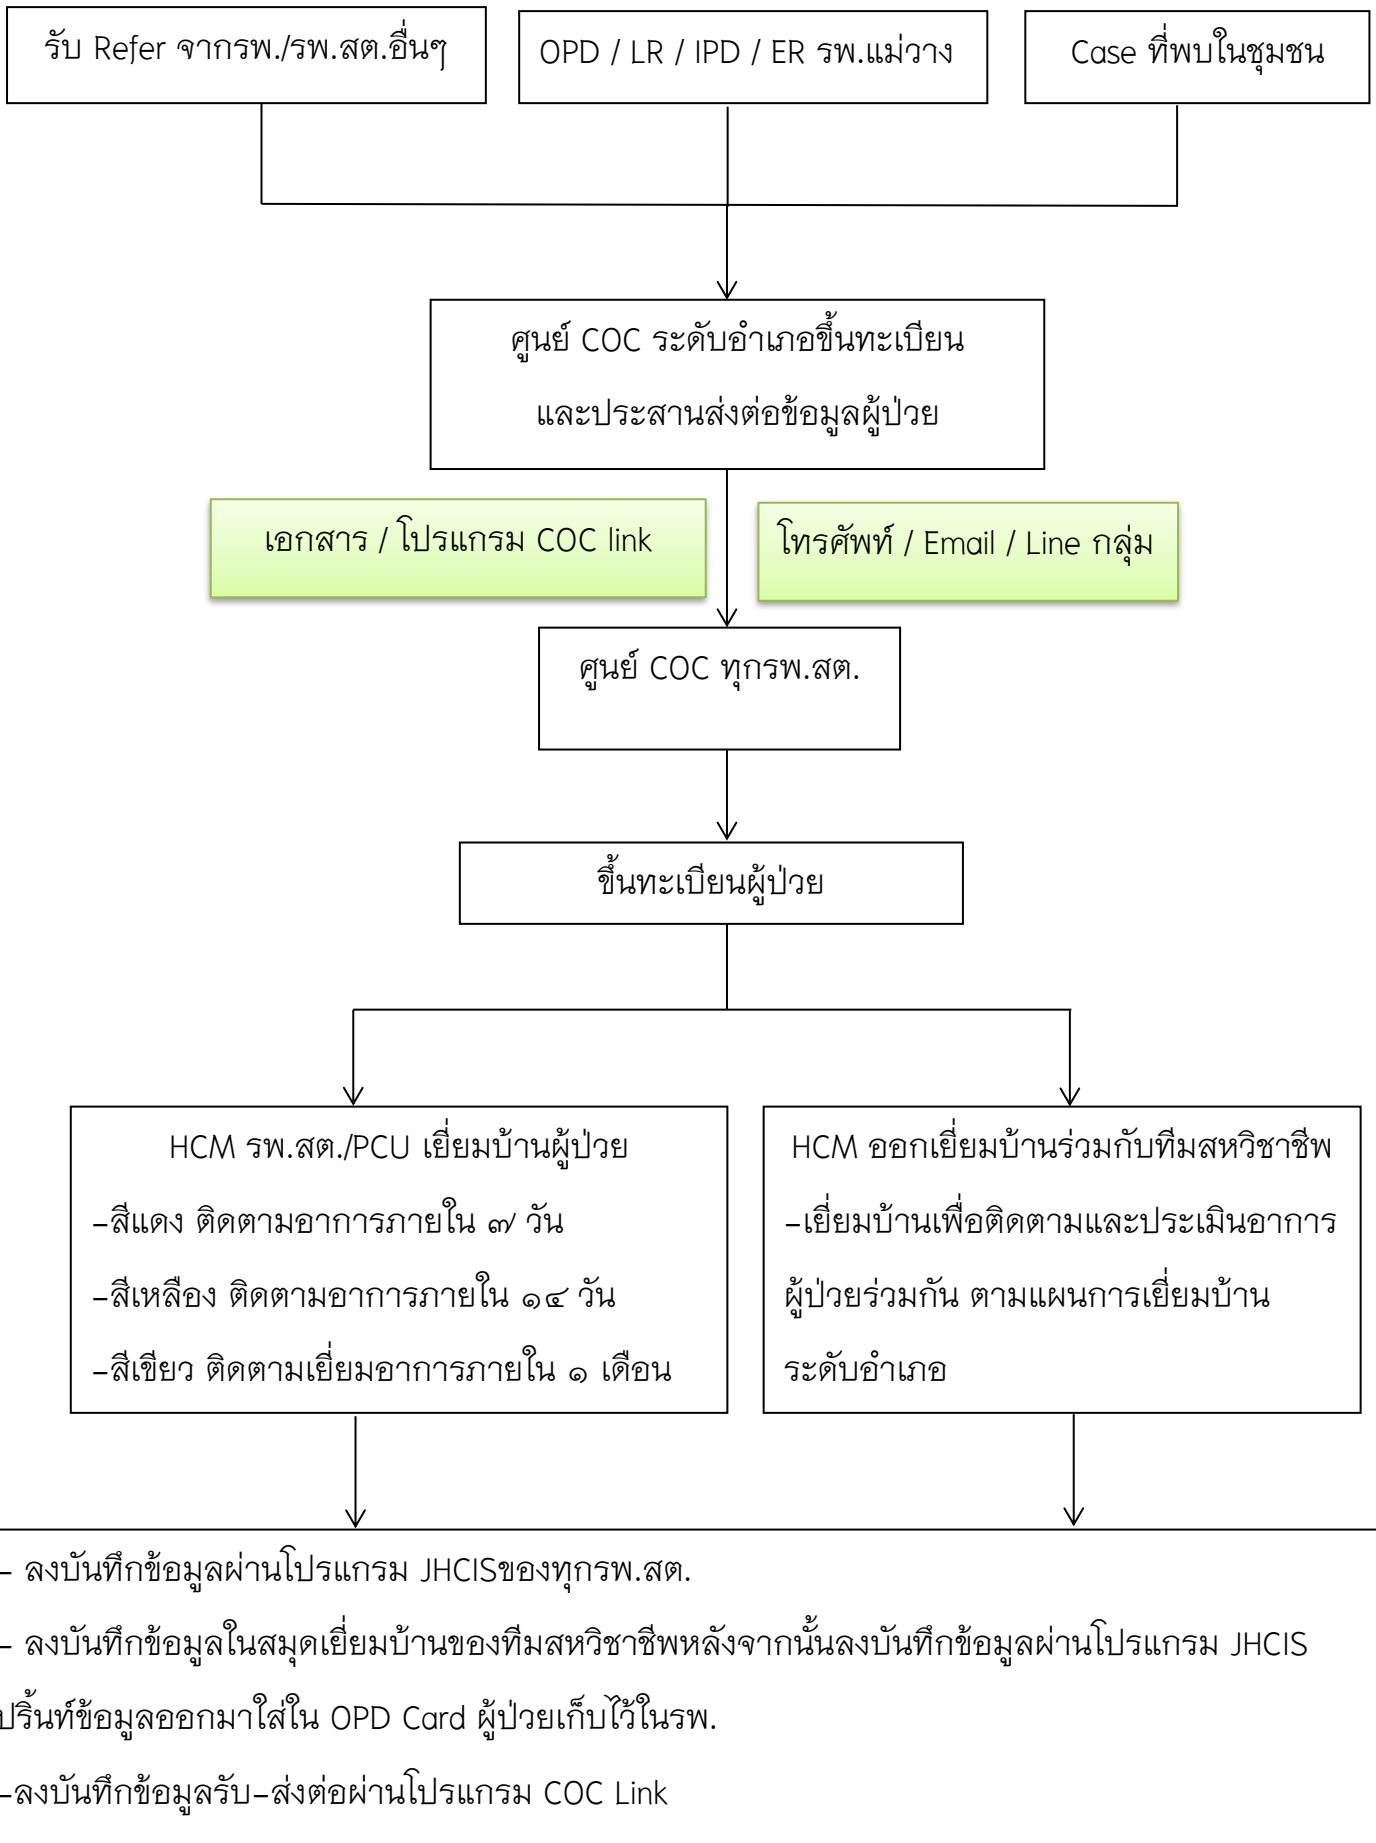 รับ Refer จากรพ./รพ.สต.อื่นๆ
OPD / LR / IPD / ER รพ.แม่วาง
Case ที่พบในชุมชน
ศูนย์ COC ระดับอำเภอขึ้นทะเบียน
และประสานส่งต่อข้อมูลผู้ป่วย
เอกสาร / โปรแกรม COC link
โทรศัพท์ / Email / Line กลุ่ม
ศูนย์ COC ทุกรพ.สต.
ขึ้นทะเบียนผู้ป่วย
HCM รพ.สต./PCU เยี่ยมบ้านผู้ป่วย
-สีแดง ติดตามอาการภายใน ๗ วัน
-สีเหลือง ติดตามอาการภายใน ๑๔ วัน
-สีเขียว ติดตามเยี่ยมอาการภายใน ๑ เดือน
HCM ออกเยี่ยมบ้านร่วมกับทีมสหวิชาชีพ
-เยี่ยมบ้านเพื่อติดตามและประเมินอาการ
ผู้ป่วยร่วมกัน ตามแผนการเยี่ยมบ้าน
ระดับอำเภอ
- ลงบันทึกข้อมูลผ่านโปรแกรม JHCISของทุกรพ.สต.
- ลงบันทึกข้อมูลในสมุดเยี่ยมบ้านของทีมสหวิชาชีพหลังจากนั้นลงบันทึกข้อมูลผ่านโปรแกรม JHCIS
ปริ้นท์ข้อมูลออกมาใส่ใน OPD Card ผู้ป่วยเก็บไว้ในรพ.
-ลงบันทึกข้อมูลรับ-ส่งต่อผ่านโปรแกรม COC Link